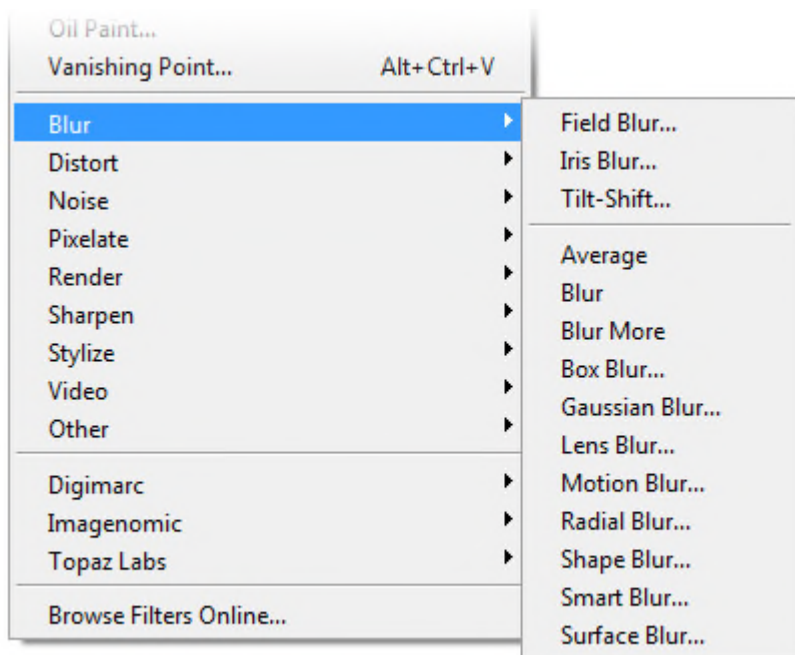 Oil Paint...
Vanishing Point... Alt+Ctrl+V
Blur
Distort
Noise
Pixelate
Render
Sharpen
Stylize
Video
Other
Digimarc
Imagenomic
Topaz Labs
Browse Filters Online...
Field Blur...
Iris Blur...
Tilt-Shift...
Average
Blur
Blur More
Box Blur...
Gaussian Blur...
Lens Blur...
Motion Blur...
Radial Blur...
Shape Blur...
Smart Blur...
Surface Blur...